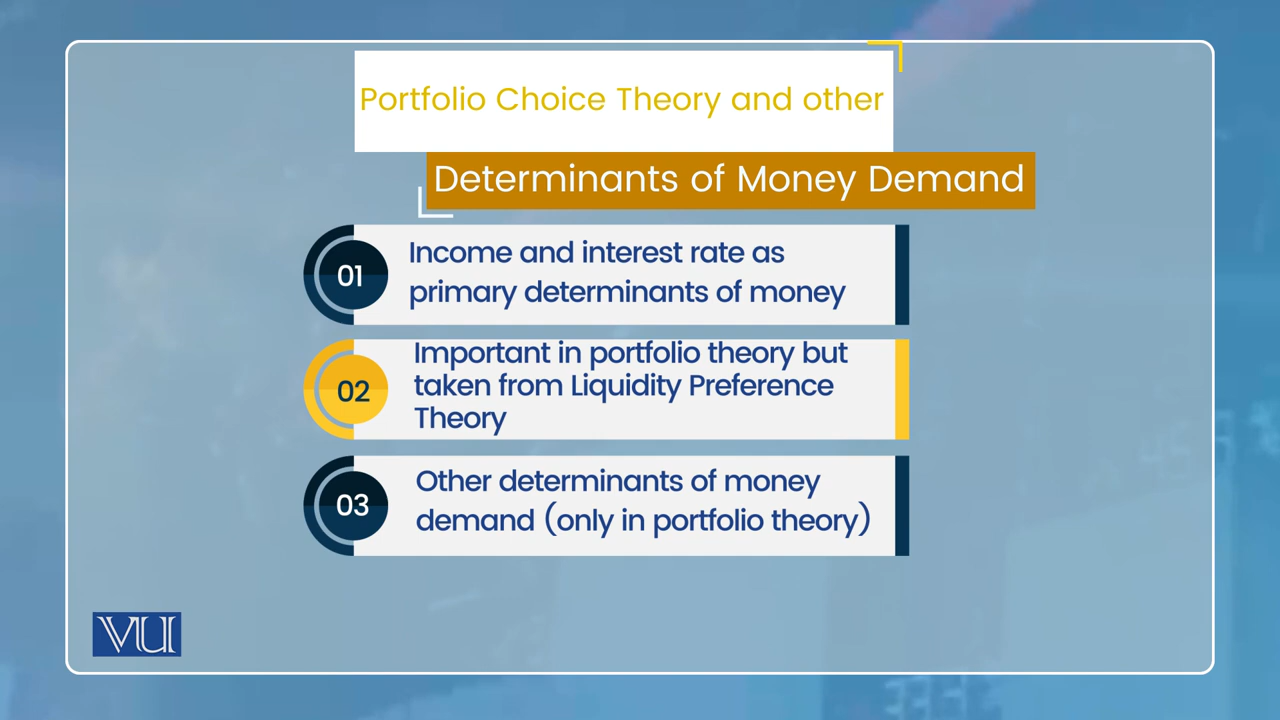 Portfolio Choice Theory and other
Determinants of Money Demand
01
Income and interest rate as
primary determinants of money
02
Important in portfolio theory but
taken from Liquidity Preference
Theory
03
Other determinants of money
demand (only in portfolio theory)
VU